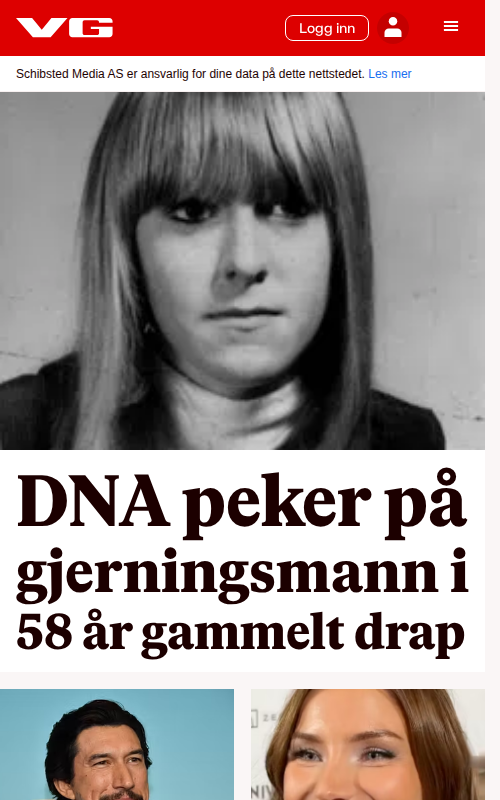 VG
Logg inn
Schibsted Media AS er ansvarlig for dine data på dette nettstedet. Les mer
DNA peker på
gjerningsmann i
58 år gammelt drap